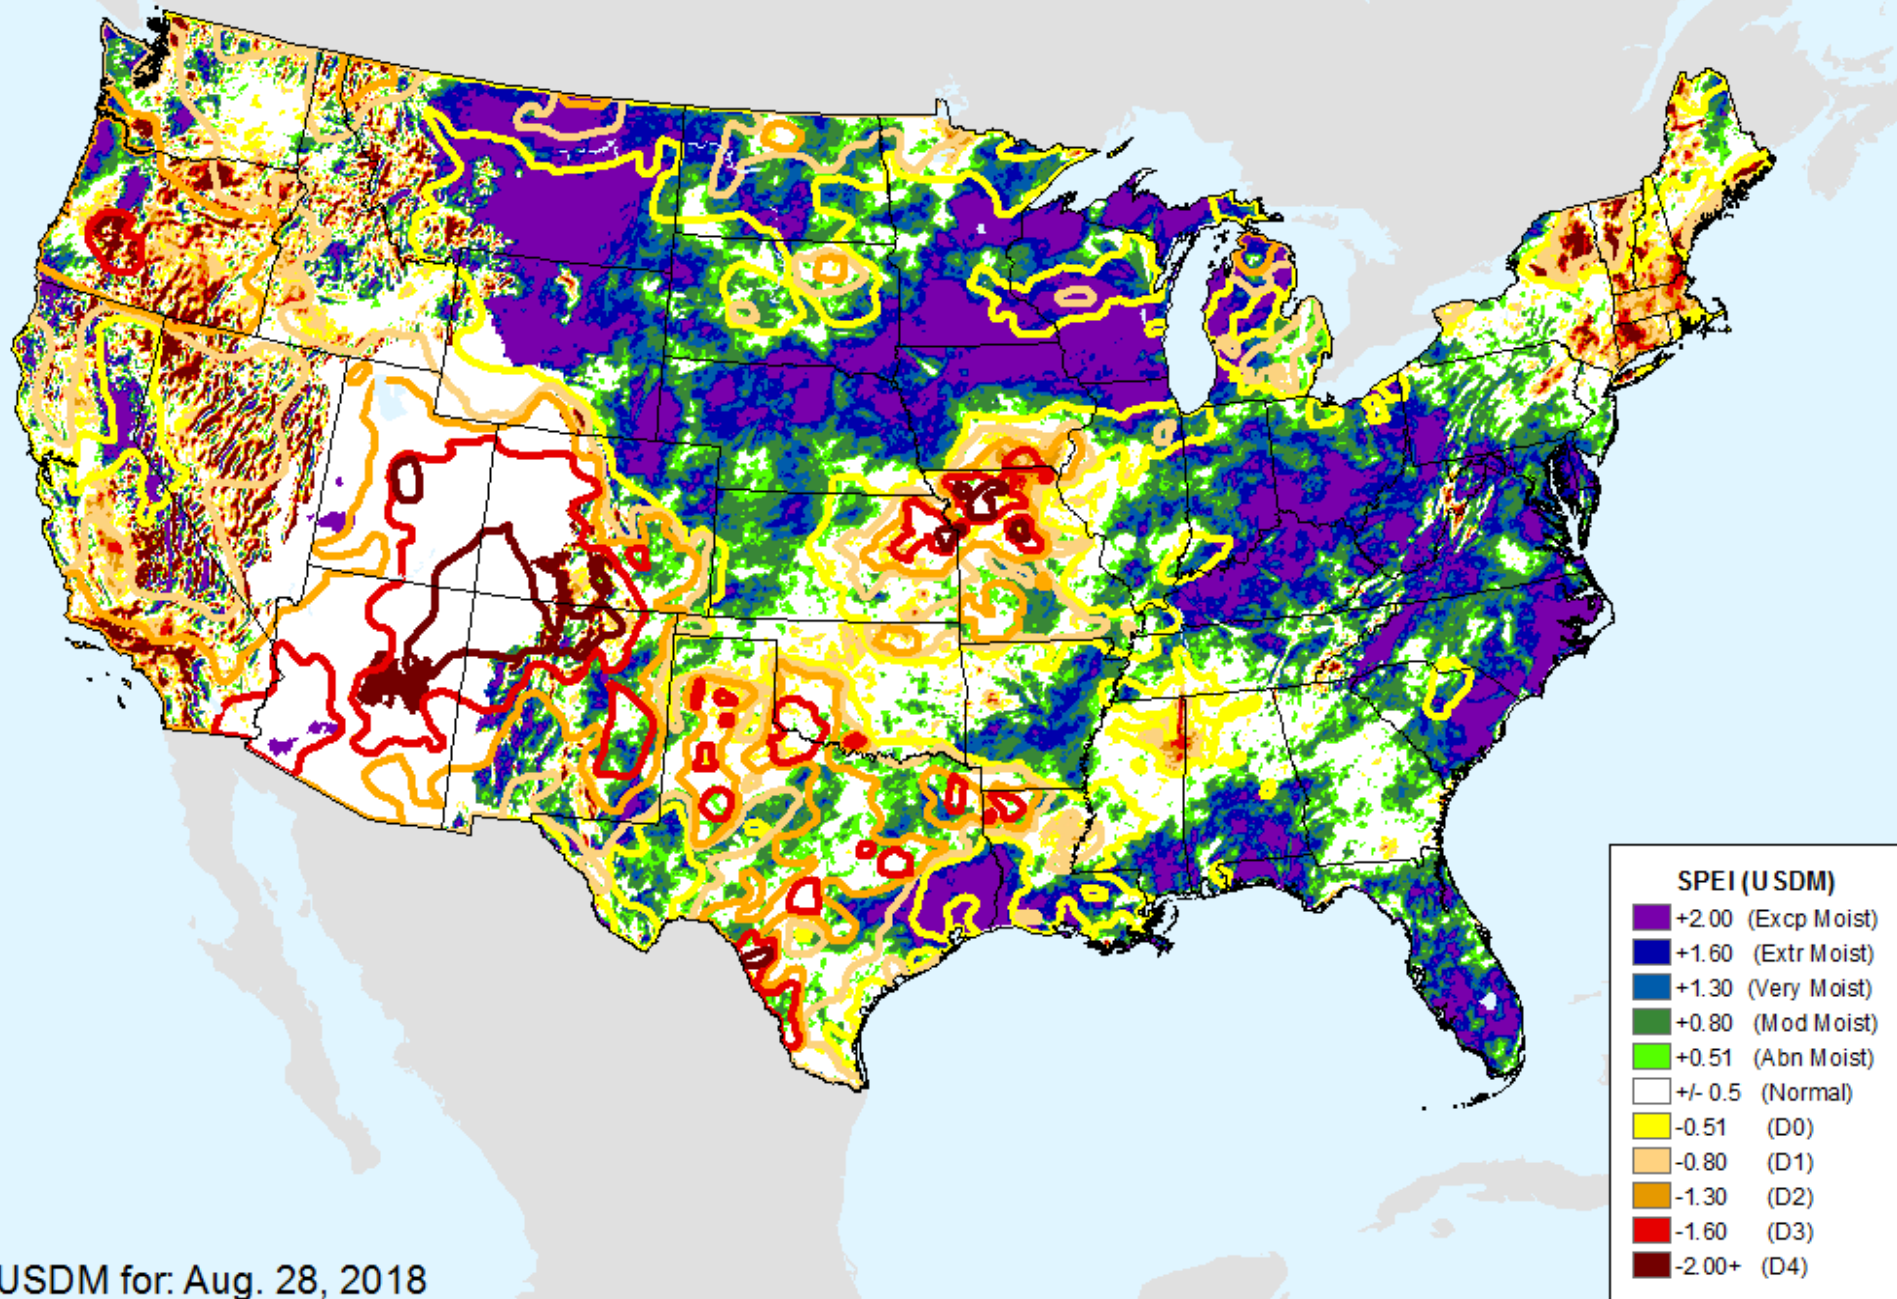 SPEI (USDM)
+2.00 (Excp Moist)
+1.60 (Extr Moist)
+1.30 (Very Moist)
+0.80 (Mod Moist)
+0.51 (Abn Moist)
+/- 0.5 (Normal)
-0.51 (D0)
-0.80 (D1)
-1.30 (D2)
-1.60 (D3)
-2.00+ (D4)
USDM for: Aug. 28, 2018